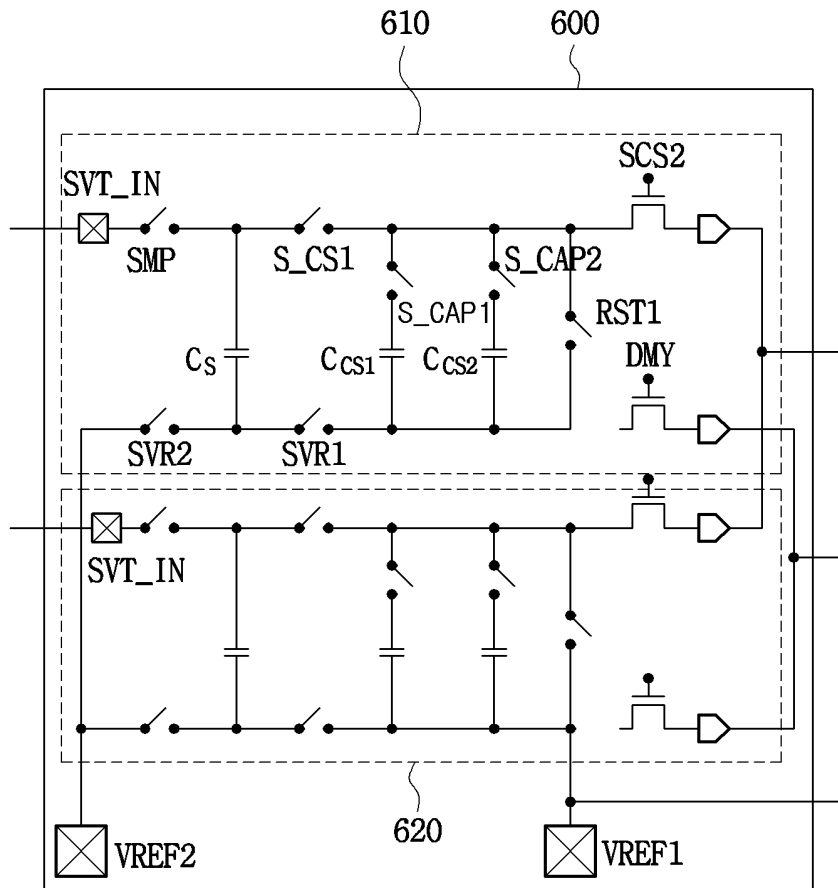 610
600
SCS2
SVT_IN
SMP
S_CS1
S_CAP2
S_CAP1
RST1
DMY
CS
CCS1
CCS2
SVR2
SVR1
SVT_IN
620
VREF2
VREF1